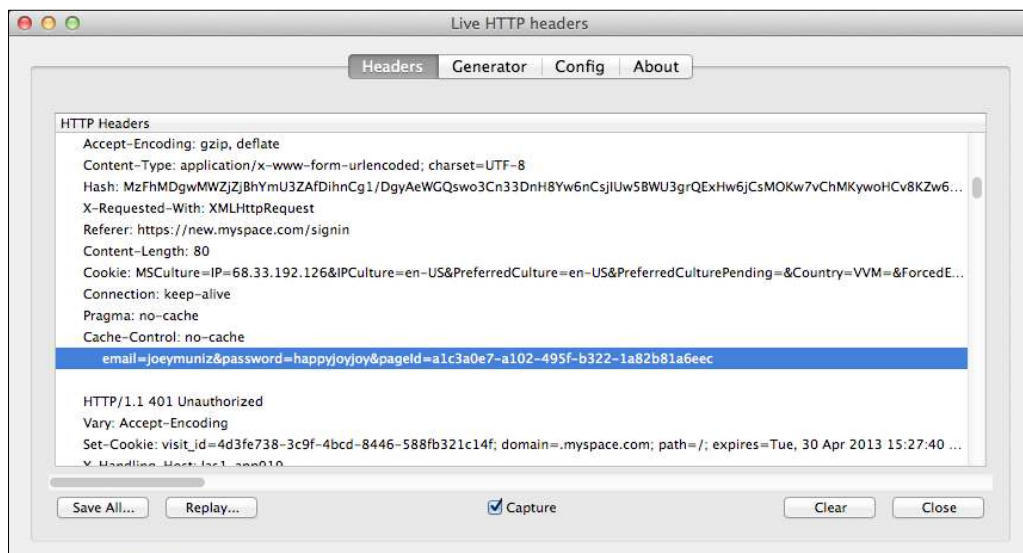 Live HTTP headers
Headers Generator Config About
HTTP Headers
Accept-Encoding: gzip, deflate
Content-Type: application/x-www-form-urlencoded; charset=UTF-8
Hash: MzFhMDgwMWZjZjBhYmU3ZAfDihnCg1/DgyAeWGQswo3Cn33DnH8Yw6nCsjlUw5BWU3grQExHw6jCsMOKw7vChMKywoHCv8KZw6...
X-Requested-With: XMLHttpRequest
Referer: https://new.myspace.com/signin
Content-Length: 80
Cookie: MSCulture=IP=68.33.192.126&IPCulture=en-US&PreferredCulture=en-US&PreferredCulturePending=&Country=VVM=&ForcedE...
Connection: keep-alive
Pragma: no-cache
Cache-Control: no-cache
email=joeymuniz&password=happyjoyjoy&pageId=a1c3a0e7-a102-495f-b322-1a82b81a6eec
HTTP/1.1 401 Unauthorized
Vary: Accept-Encoding
Set-Cookie: visit_id=4d3fe738-3c9f-4bcd-8446-588fb321c14f; domain=.myspace.com; path=/; expires=Tue, 30 Apr 2013 15:27:40 ...
X-Handling-Host: las1-app019
Save All... Replay... Capture Clear Close